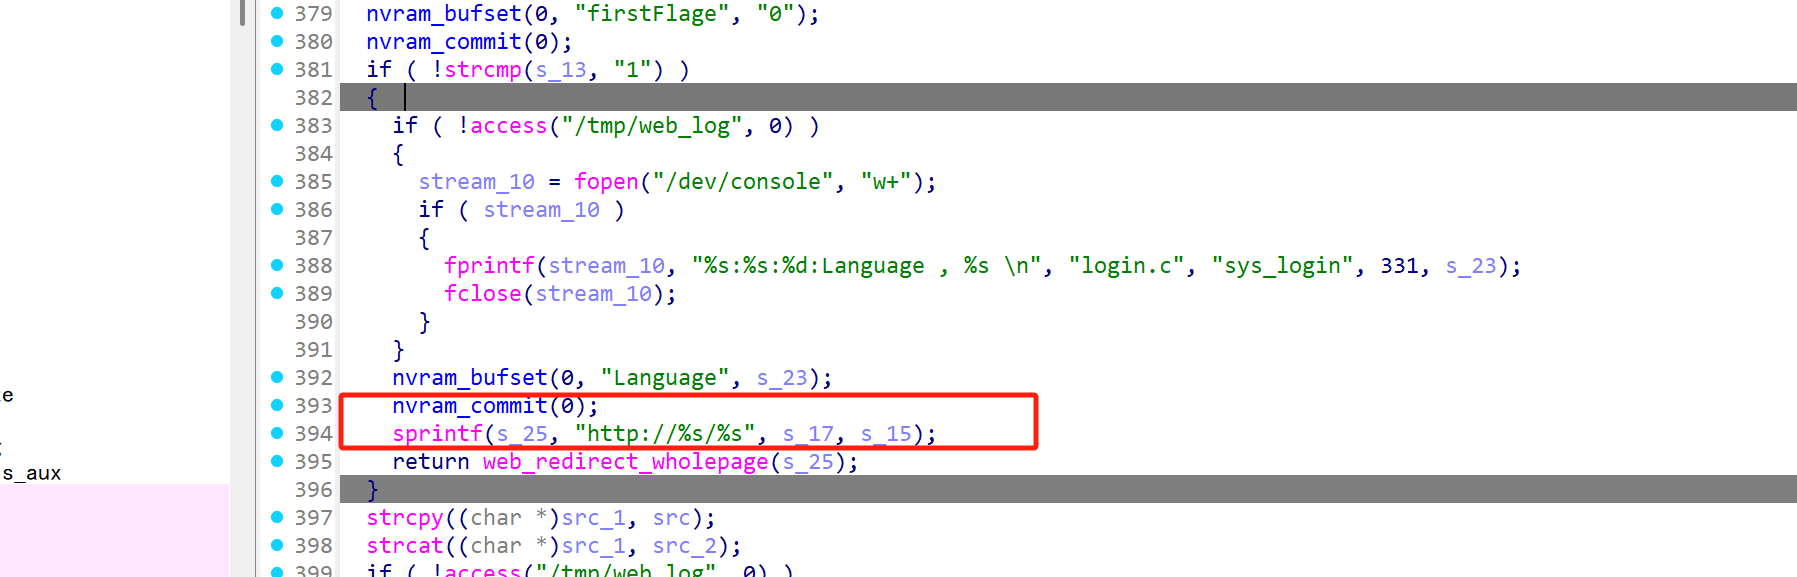 379 nvram_bufset(0, "firstFlage", "0");
380 nvram_commit(0);
381 if ( !strcmp(s_13, "1") )
382 {
383 if ( !access("/tmp/web_log", 0) )
384 {
385 stream_10 = fopen("/dev/console", "w+");
386 if ( stream_10 )
387 {
388 fprintf(stream_10, "%s:%s:%d:Language , %s \n", "login.c", "sys_login", 331, s_23);
389 fclose(stream_10);
390 }
391 }
392 nvram_bufset(0, "Language", s_23);
393 nvram_commit(0);
394 sprintf(s_25, "http://%s/%s", s_17, s_15);
395 return web_redirect_wholepage(s_25);
396 }
397 strcpy((char *)src_1, src);
398 strcat((char *)src_1, src_2);
399 if ( !access("/tmp/web_log", 0) )
s_aux